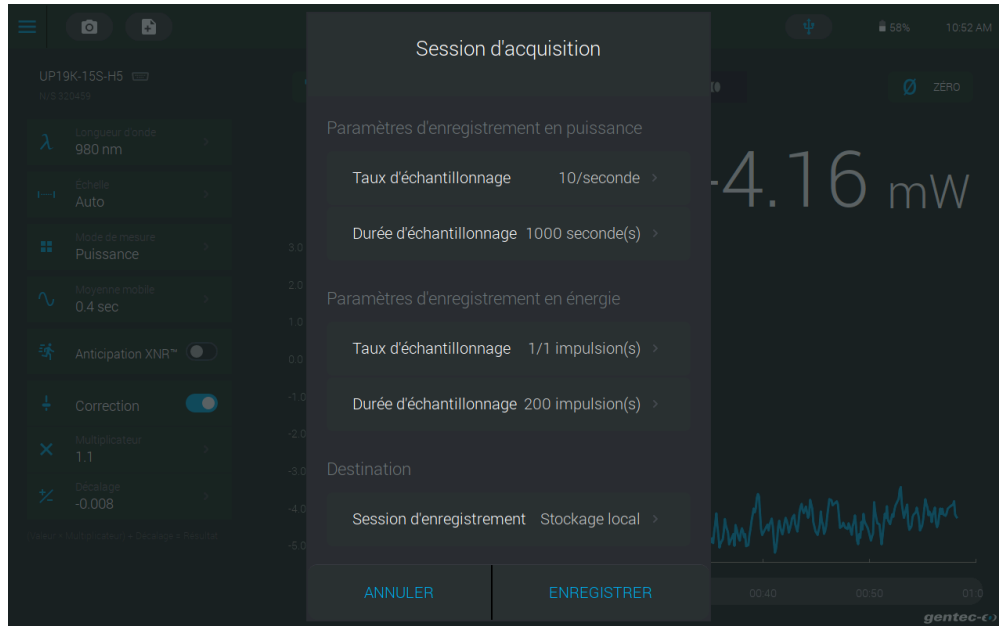 58%
10:52 AM
Session d'acquisition
UP19K-15S-H5
N/S 323439
ZÉRO
Longueur d'onde
980 nm
Échelle
Auto
Mode de mesure
Puissance
Moyenne mobile
0.4 sec
Anticipation XNR™
Correction
Multiplicateur
1.1
Décalage
-0.008
Paramètres d'enregistrement en puissance
Taux d'échantillonnage 10/seconde
Durée d'échantillonnage 1000 seconde(s)
Paramètres d'enregistrement en énergie
Taux d'échantillonnage 1/1 impulsion(s)
Durée d'échantillonnage 200 impulsion(s)
Destination
Session d'enregistrement Stockage local
ANNULER
ENREGISTRER
-4.16 mW
3.0
2.0
1.0
0.0
-1.0
-2.0
-3.0
-4.0
-5.0
00:40
00:50
01:0
gentec-eo